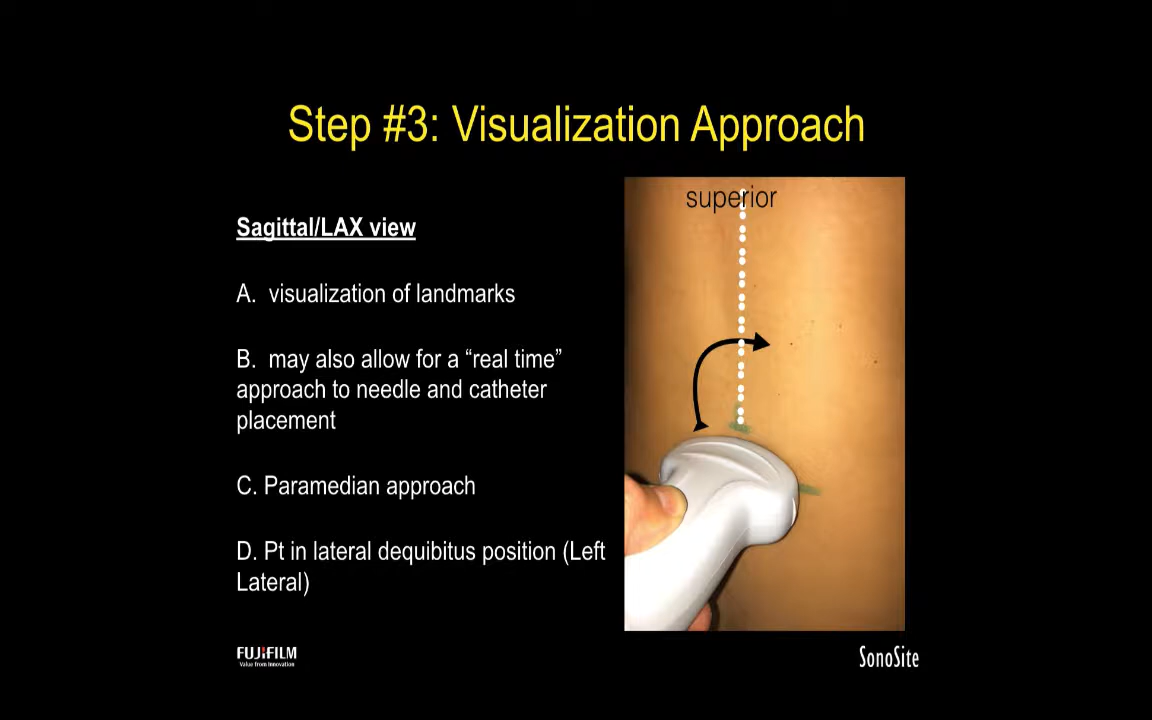 Step #3: Visualization Approach
superior
Sagittal/LAX view
A. visualization of landmarks
B. may also allow for a “real time”
approach to needle and catheter
placement
C. Paramedian approach
D. Pt in lateral dequibitus position (Left
Lateral)
FUJIFILM
Value from Innovation
SonoSite